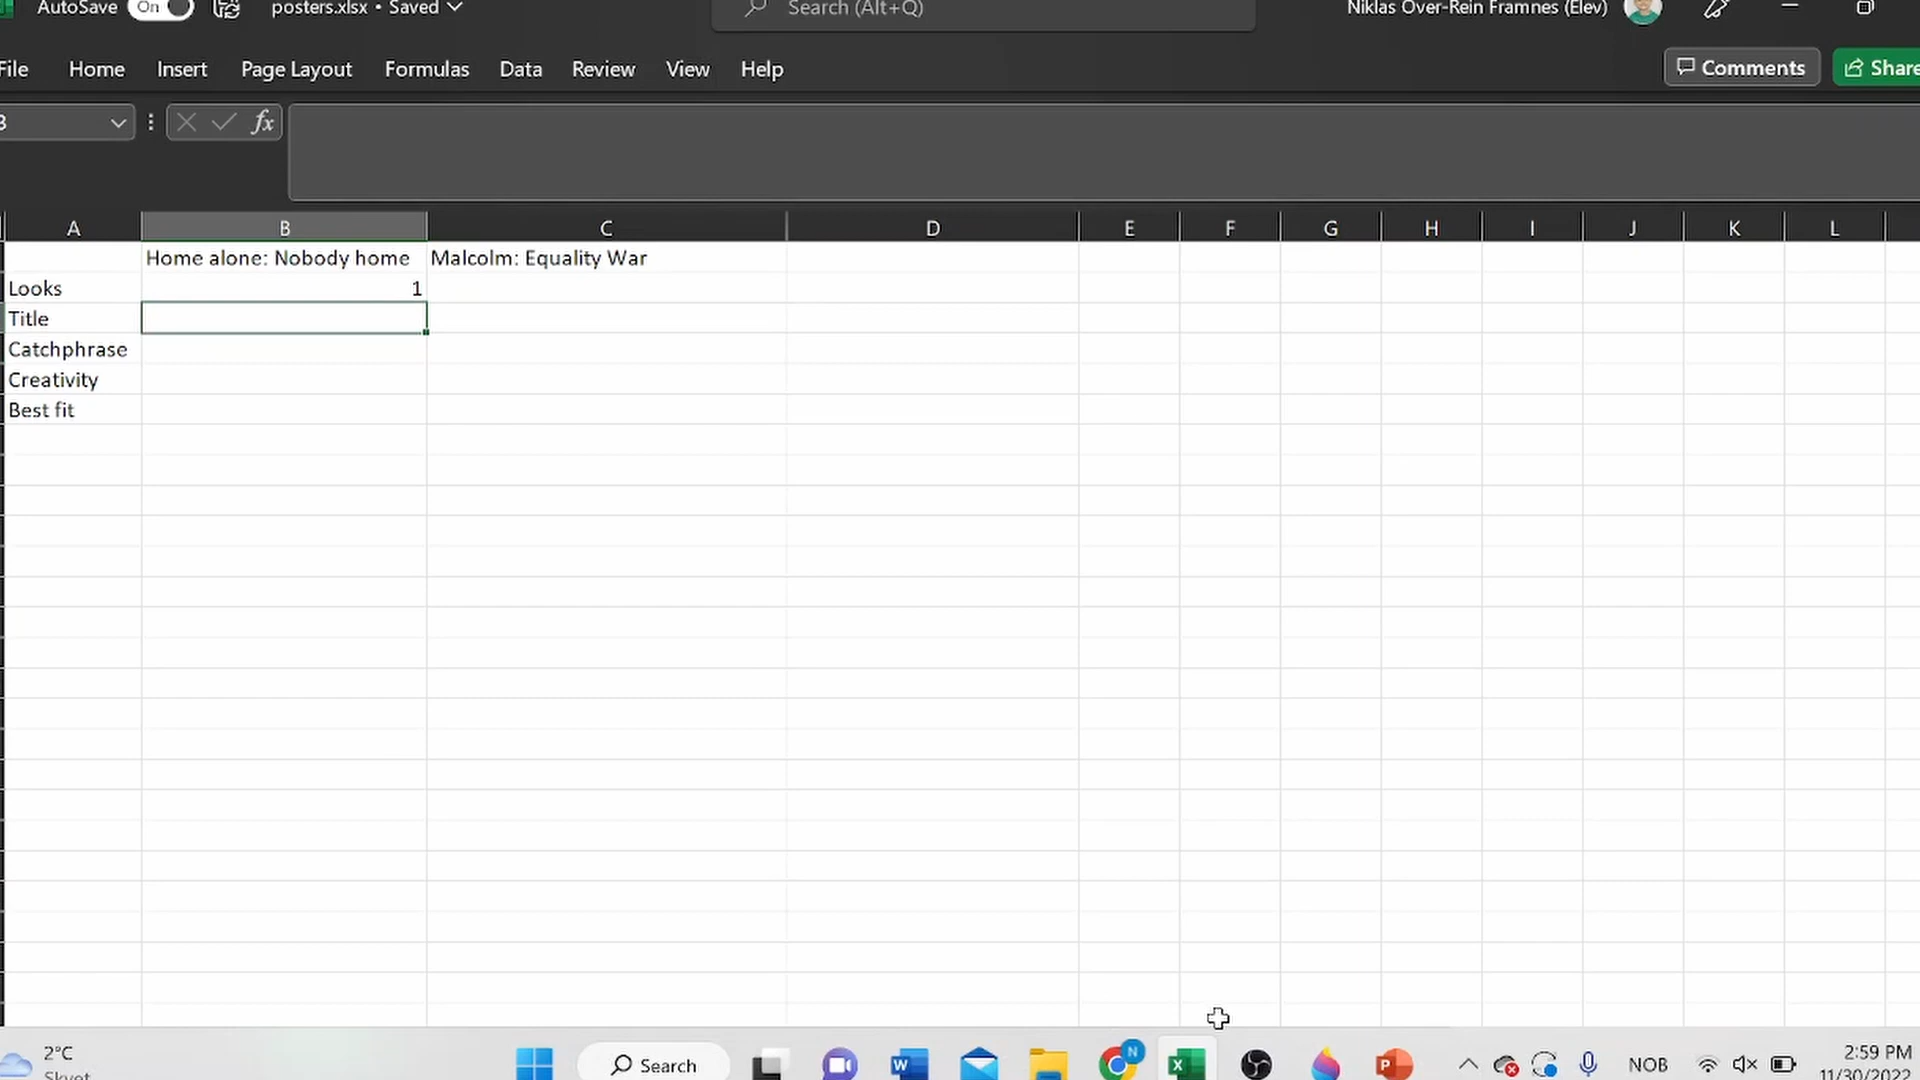 AutoSave On posters.xlsx • Saved Search (Alt+Q) Niklas Over-Rein Framnes (Elev)
File Home Insert Page Layout Formulas Data Review View Help Comments Share
3 fx
A B C D E F G H I J K L
Home alone: Nobody home Malcolm: Equality War
Looks 1
Title
Catchphrase
Creativity
Best fit
2°C
Skyet
Search
N
W
X
P
NOB
2:59 PM
11/30/2022